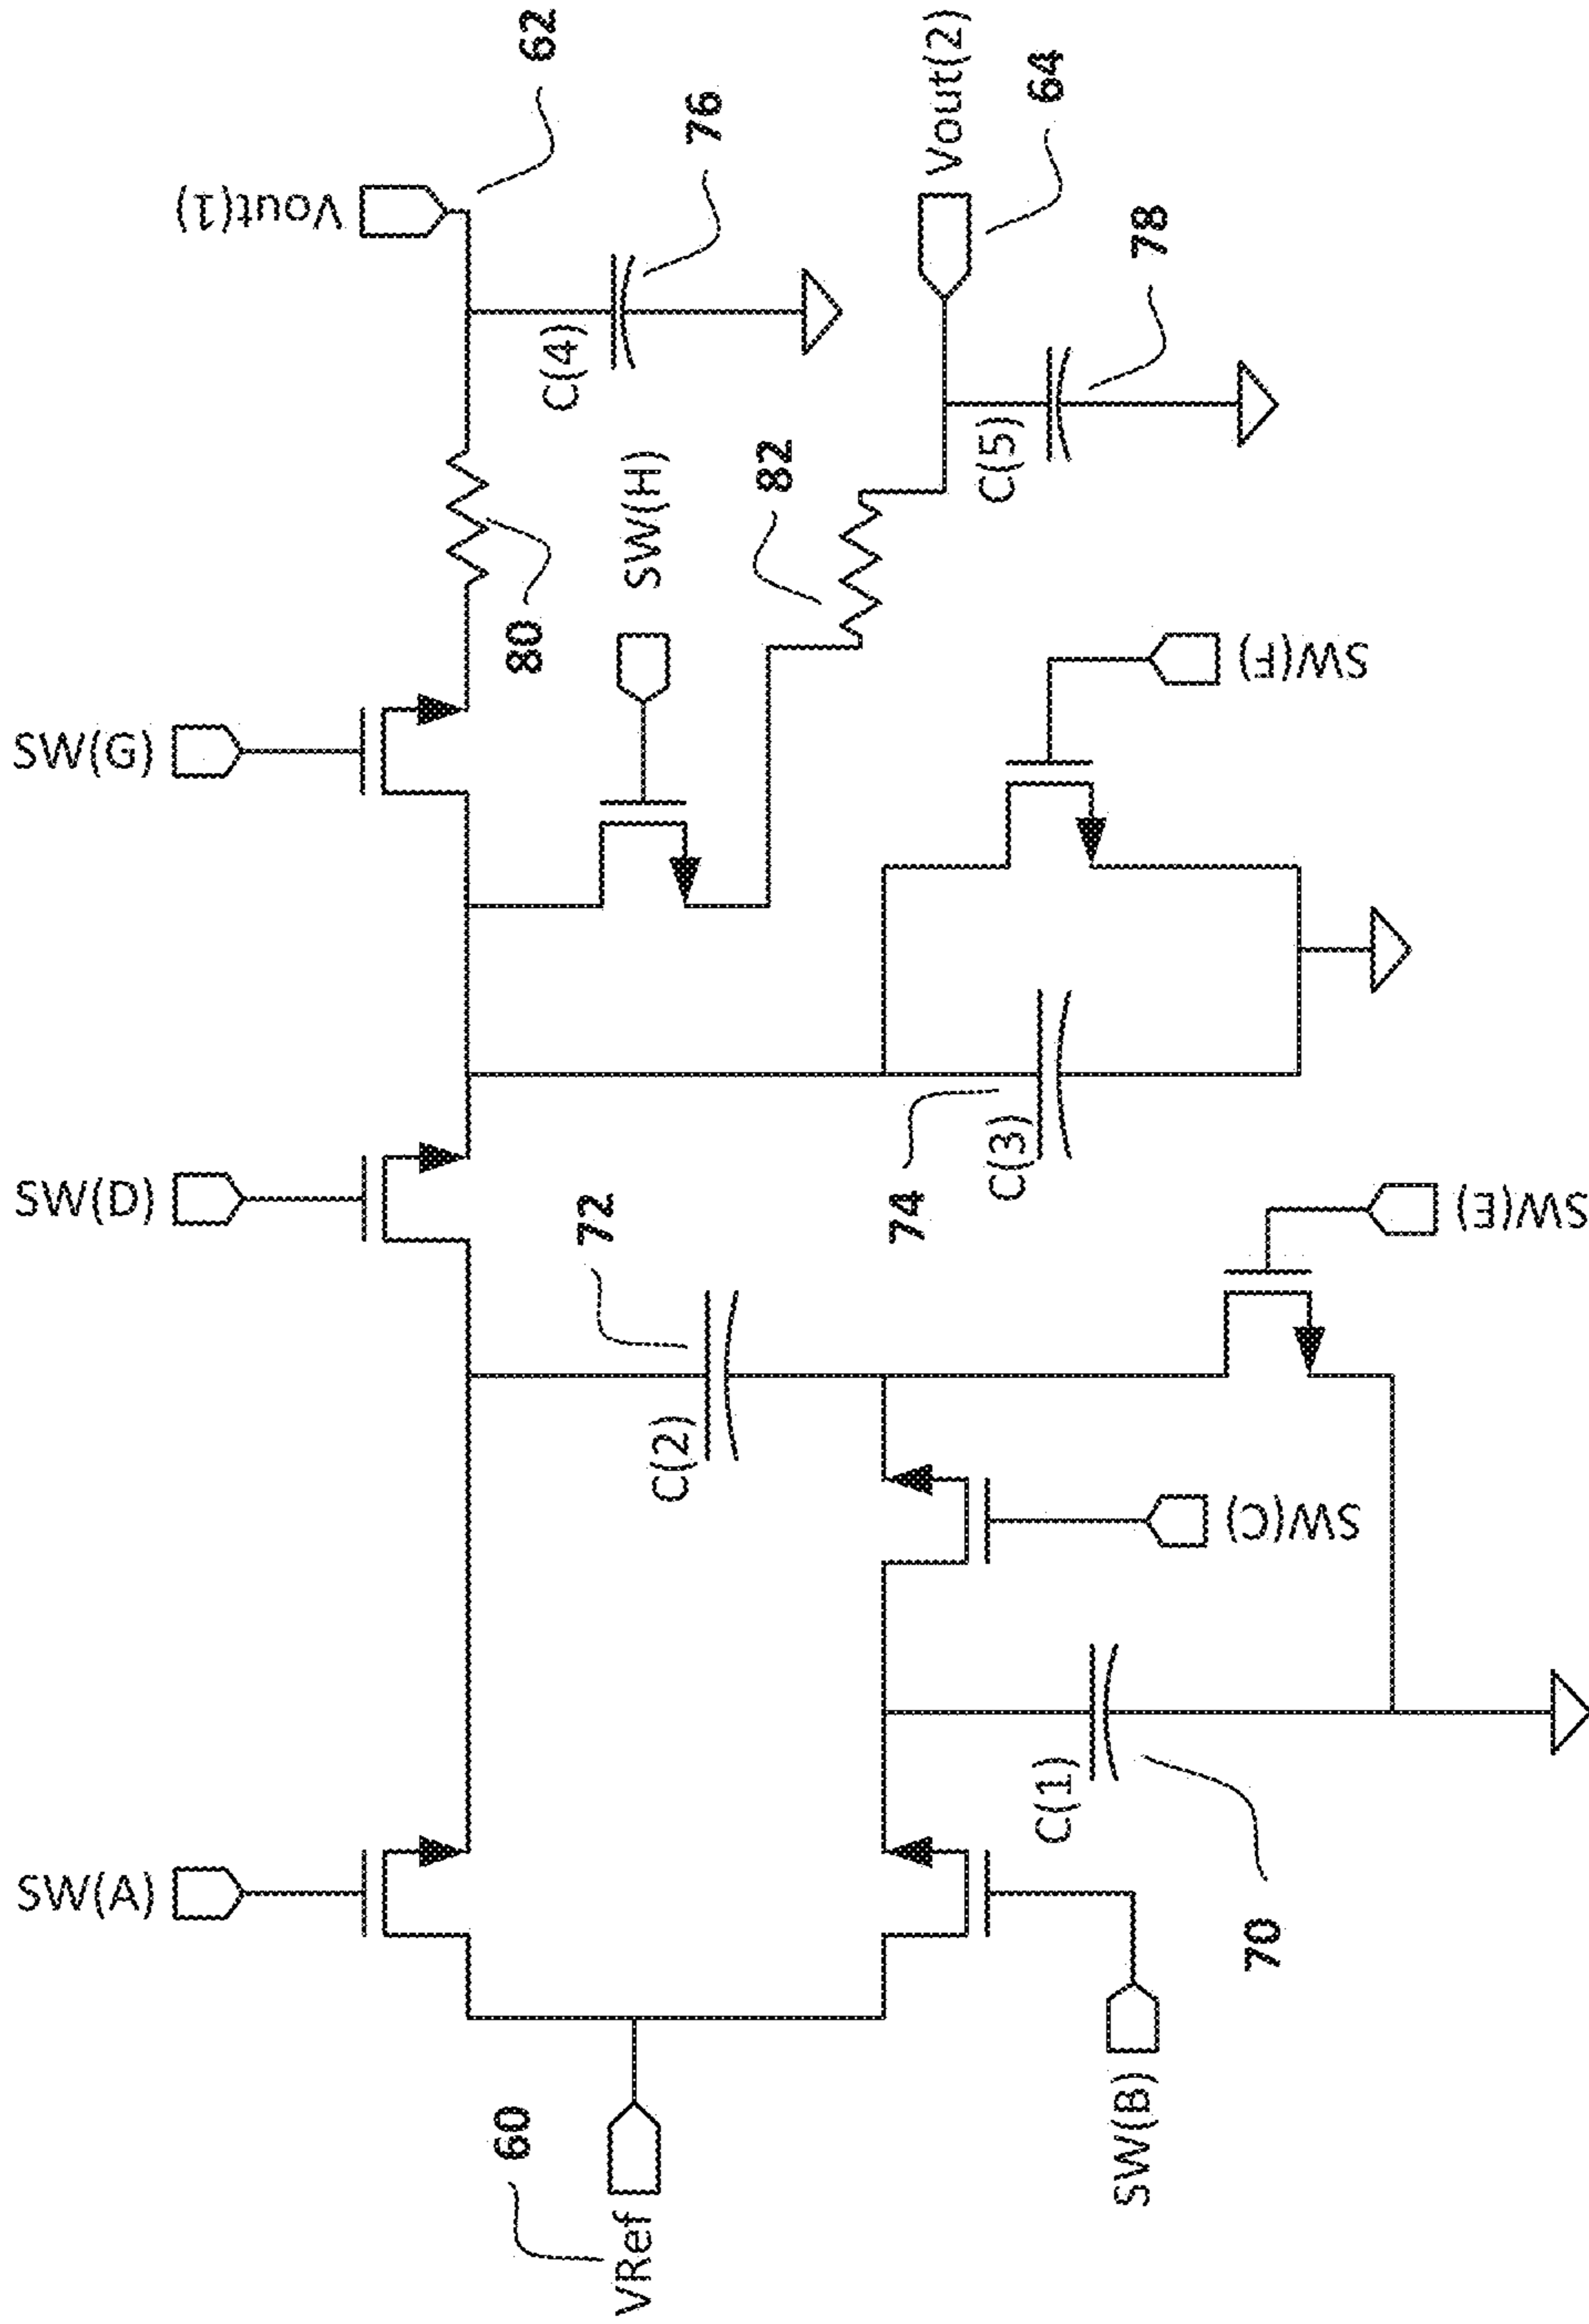 SW(A)
SW(D)
SW(G)
Vout(1)
62
60
VRef
C(2)
72
80
SW(H)
C(4)
76
SW(B)
C(1)
70
SW(C)
SW(E)
74
C(3)
SW(F)
82
C(5)
78
Vout(2)
64